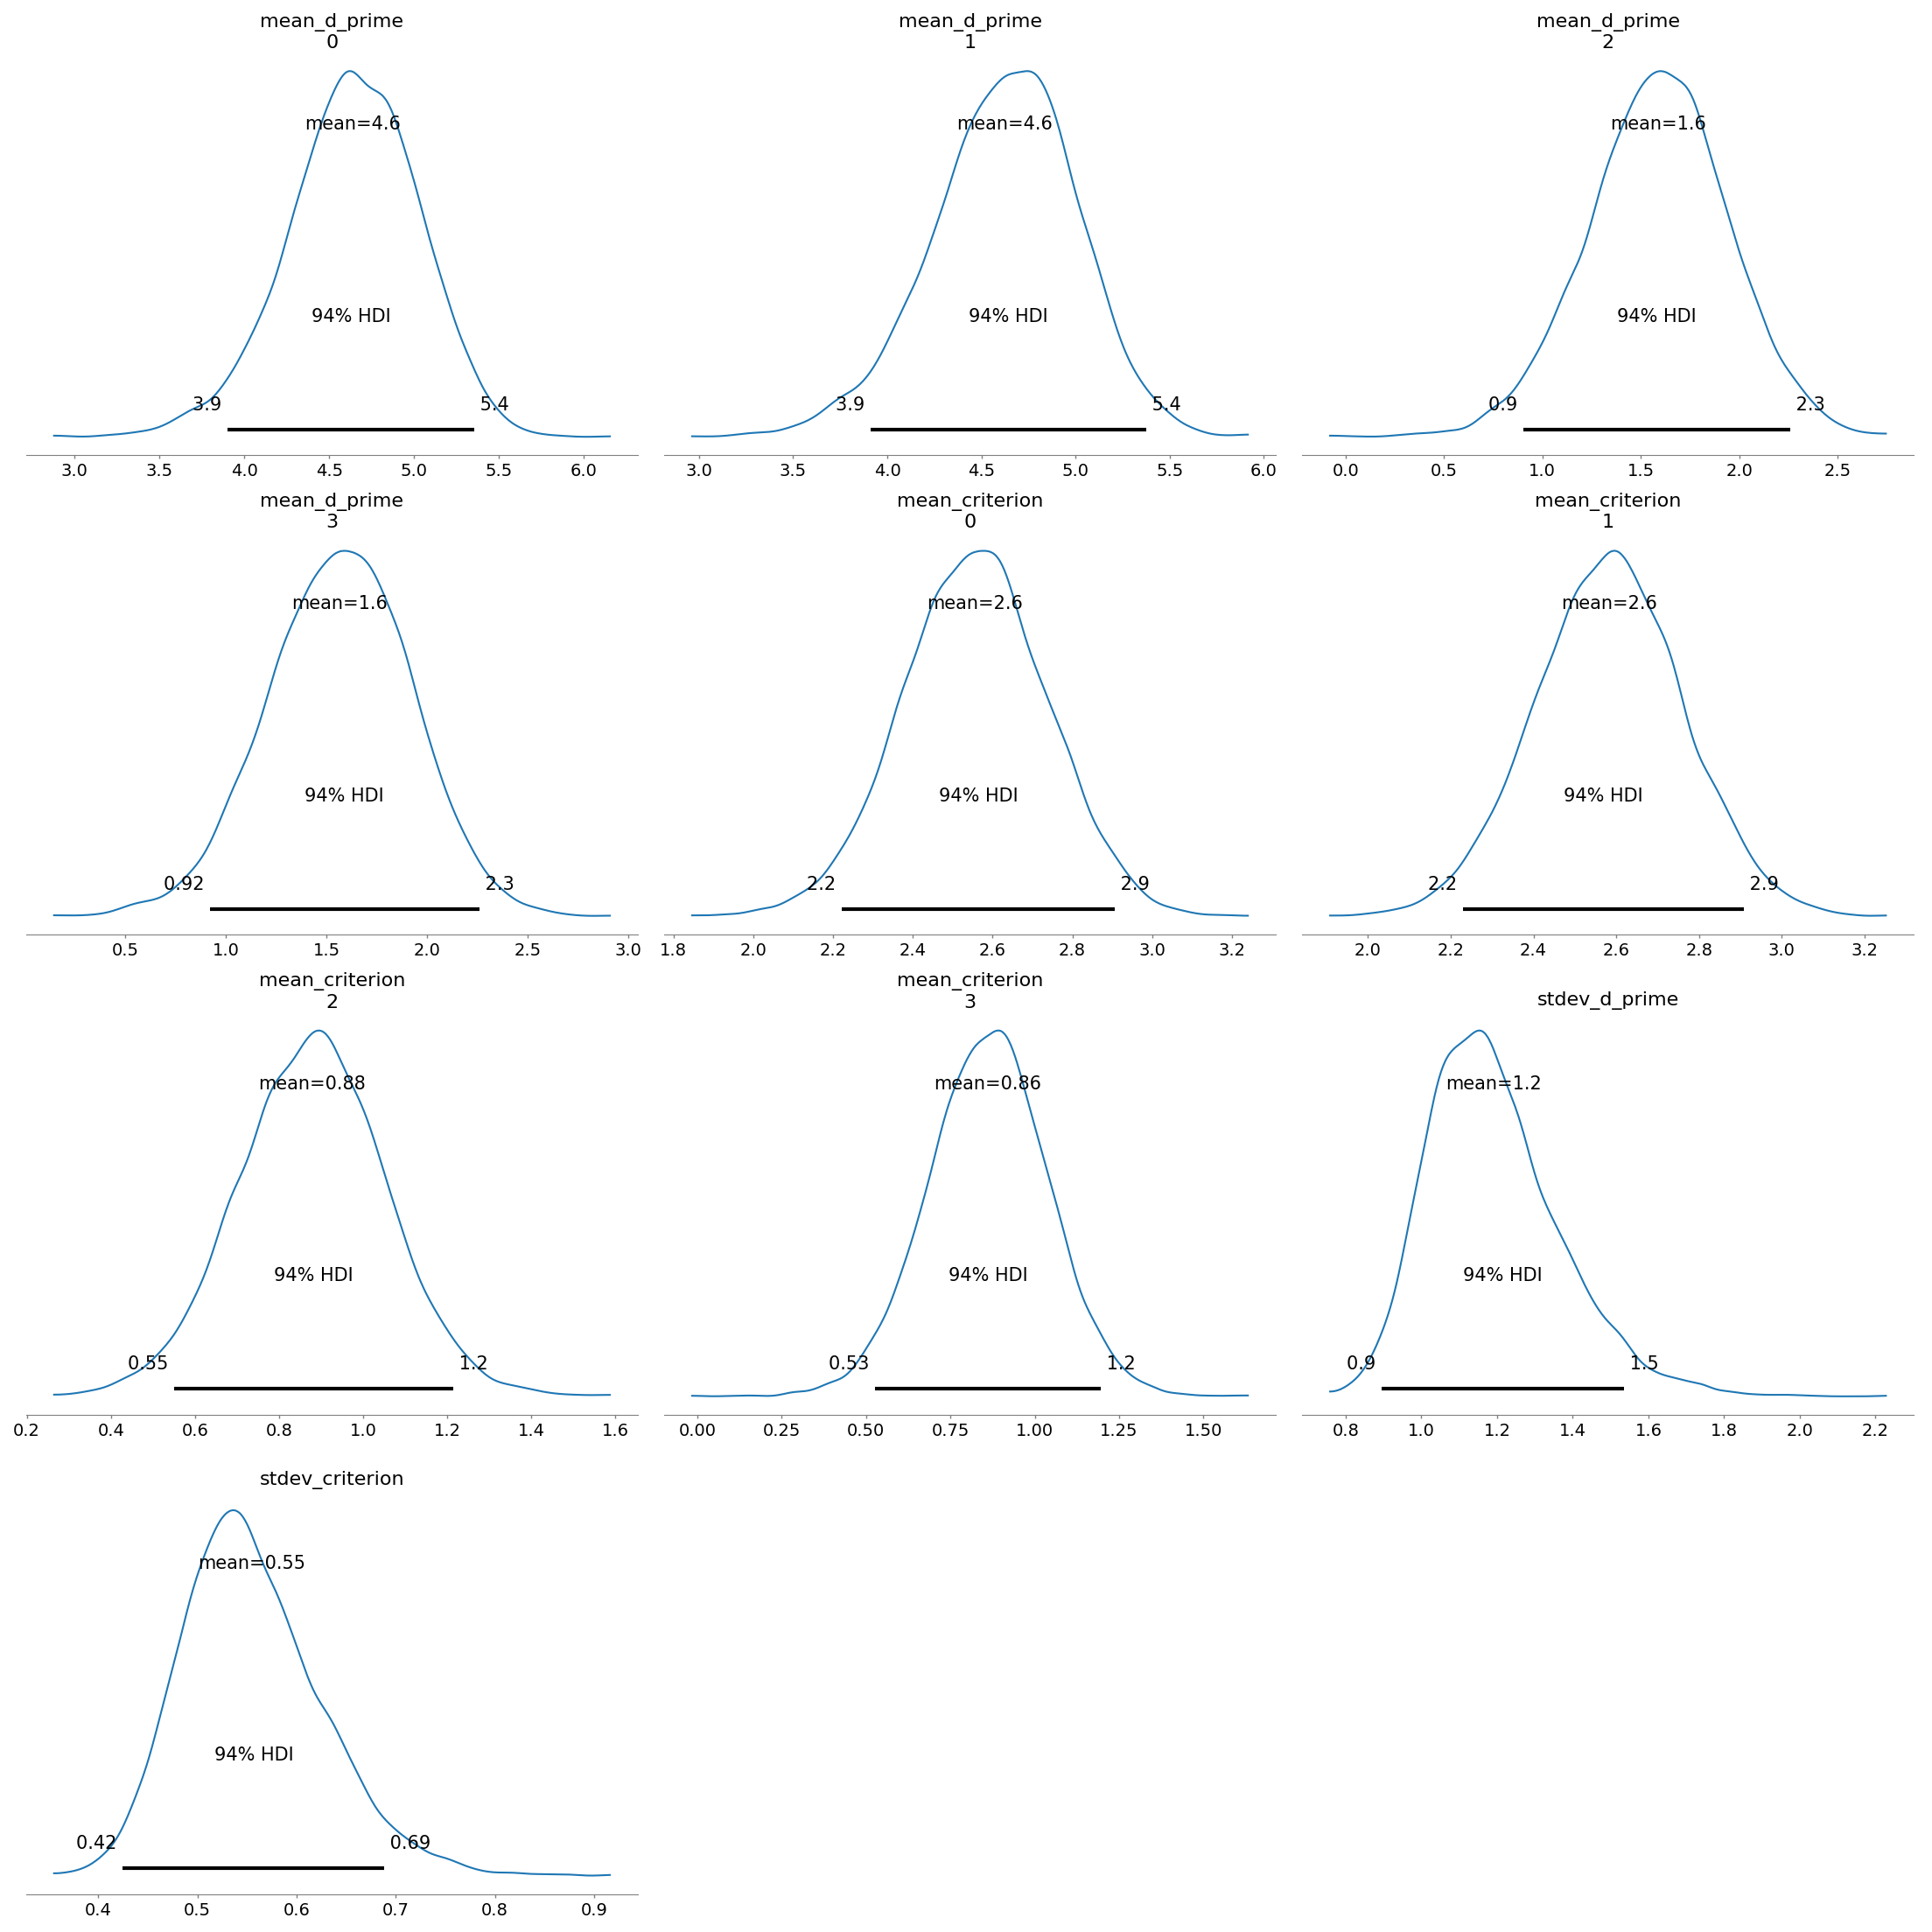 mean_d_prime
0
mean=4.6
94% HDI
3.9 5.4
3.0 3.5 4.0 4.5 5.0 5.5 6.0
mean_d_prime
1
mean=4.6
94% HDI
3.9 5.4
3.0 3.5 4.0 4.5 5.0 5.5 6.0
mean_d_prime
2
mean=1.6
94% HDI
0.9 2.3
0.0 0.5 1.0 1.5 2.0 2.5
mean_d_prime
3
mean=1.6
94% HDI
0.92 2.3
0.5 1.0 1.5 2.0 2.5 3.0
mean_criterion
0
mean=2.6
94% HDI
2.2 2.9
1.8 2.0 2.2 2.4 2.6 2.8 3.0 3.2
mean_criterion
1
mean=2.6
94% HDI
2.2 2.9
2.0 2.2 2.4 2.6 2.8 3.0 3.2
mean_criterion
2
mean=0.88
94% HDI
0.55 1.2
0.2 0.4 0.6 0.8 1.0 1.2 1.4 1.6
mean_criterion
3
mean=0.86
94% HDI
0.53 1.2
0.00 0.25 0.50 0.75 1.00 1.25 1.50
stdev_d_prime
mean=1.2
94% HDI
0.9 1.5
0.8 1.0 1.2 1.4 1.6 1.8 2.0 2.2
stdev_criterion
mean=0.55
94% HDI
0.42 0.69
0.4 0.5 0.6 0.7 0.8 0.9